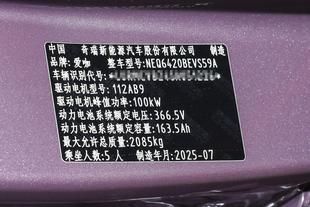 中国 奇瑞新能源汽车股份有限公司 制造
品牌：爱咖 整车型号：NEQ6420BEVS59A
车辆识别代号：
驱动电机型号：112AB9
驱动电机峰值功率：100kW
动力电池系统额定电压：366.5V
动力电池系统额定容量：163.5Ah
最大允许总质量：2085kg
乘坐人数：5人 制造年月：2025-07